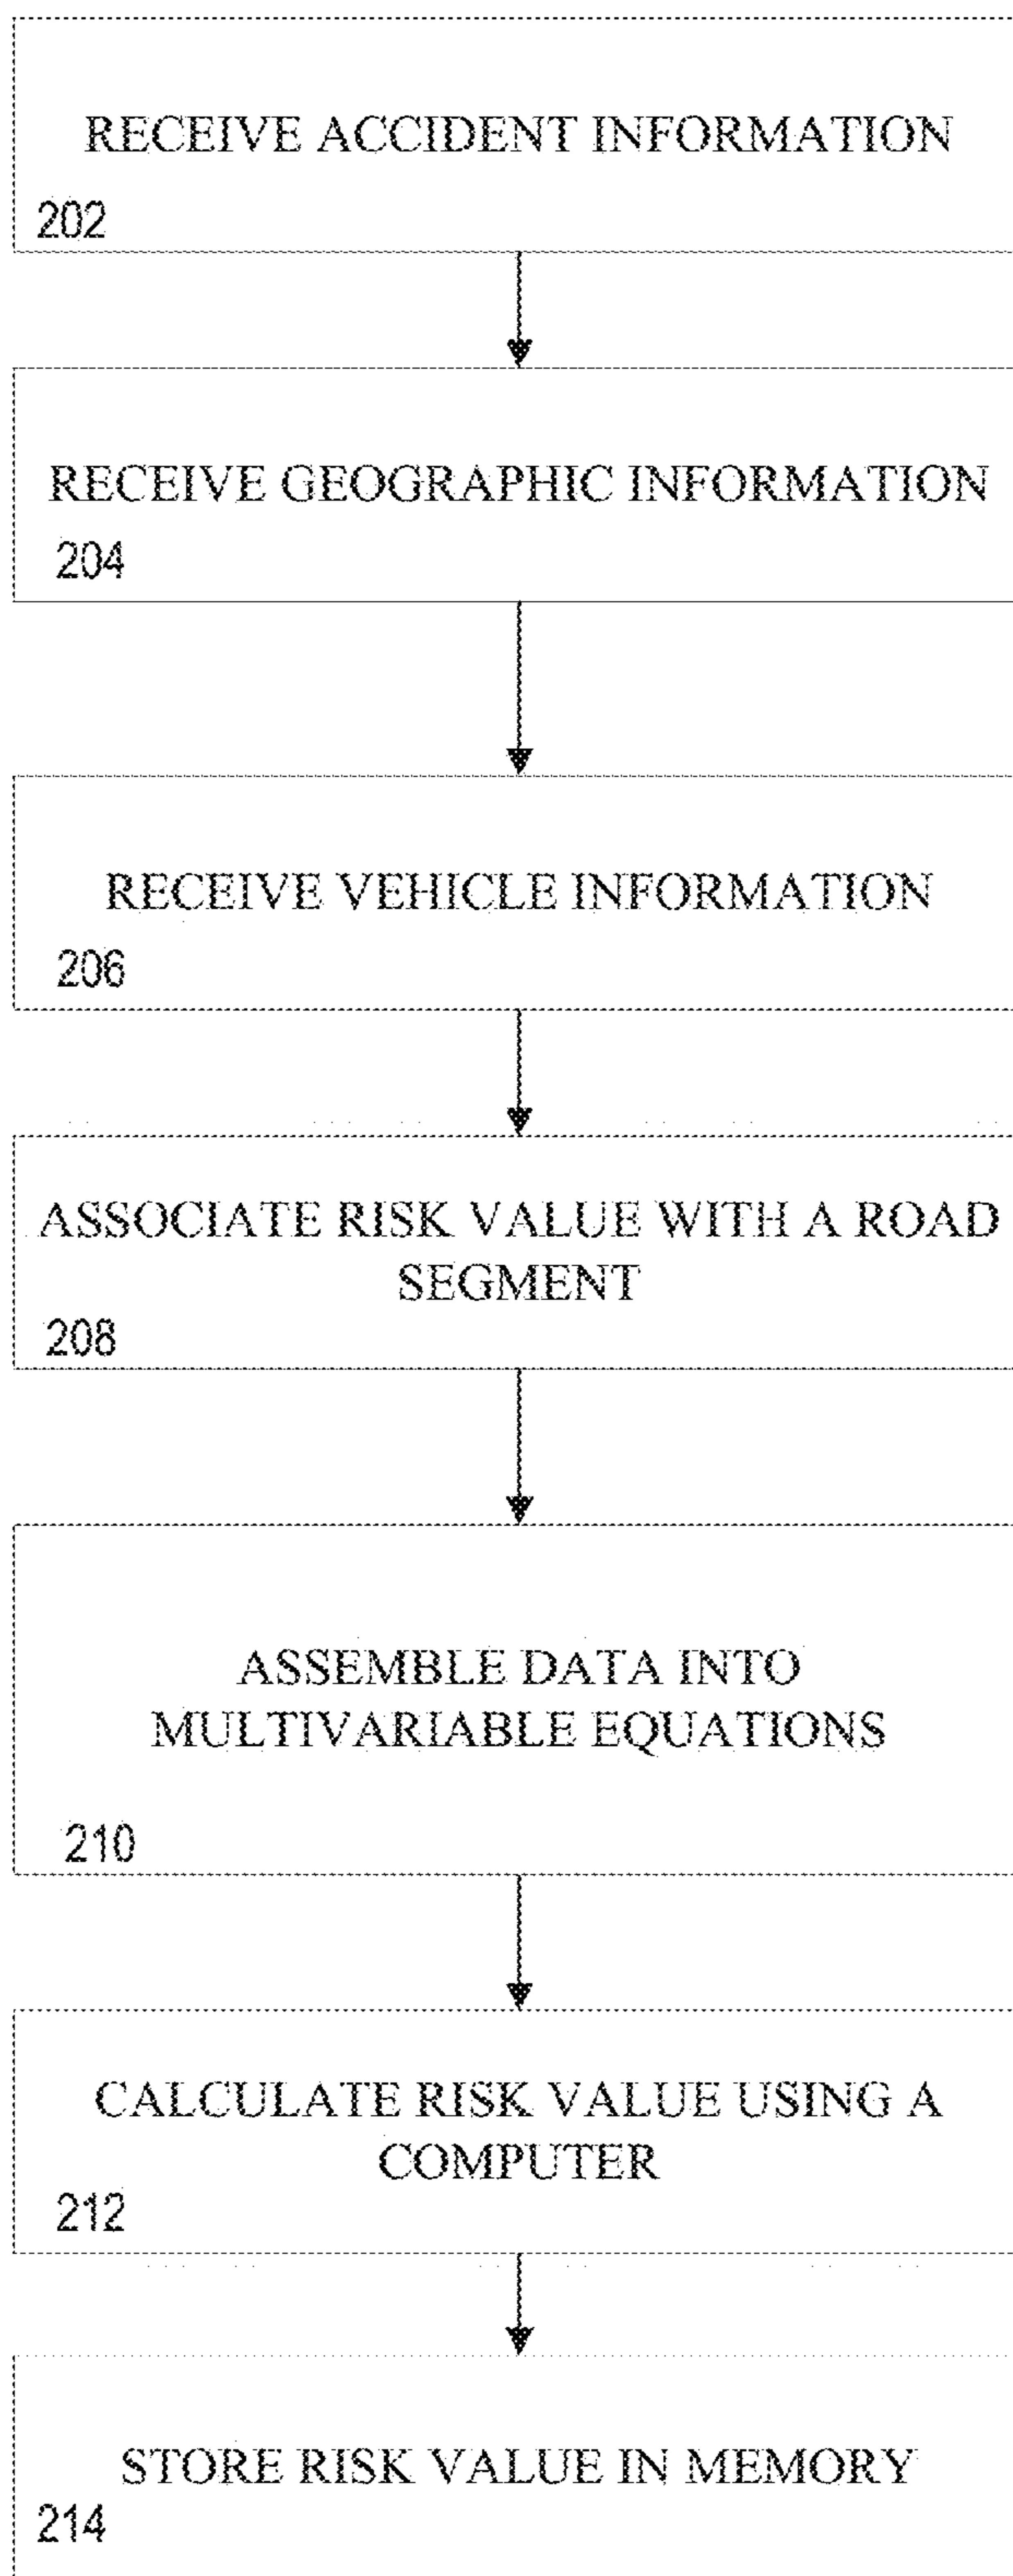 RECEIVE ACCIDENT INFORMATION
202
RECEIVE GEOGRAPHIC INFORMATION
204
RECEIVE VEHICLE INFORMATION
206
ASSOCIATE RISK VALUE WITH A ROAD
SEGMENT
208
ASSEMBLE DATA INTO
MULTIVARIABLE EQUATIONS
210
CALCULATE RISK VALUE USING A
COMPUTER
212
STORE RISK VALUE IN MEMORY
214